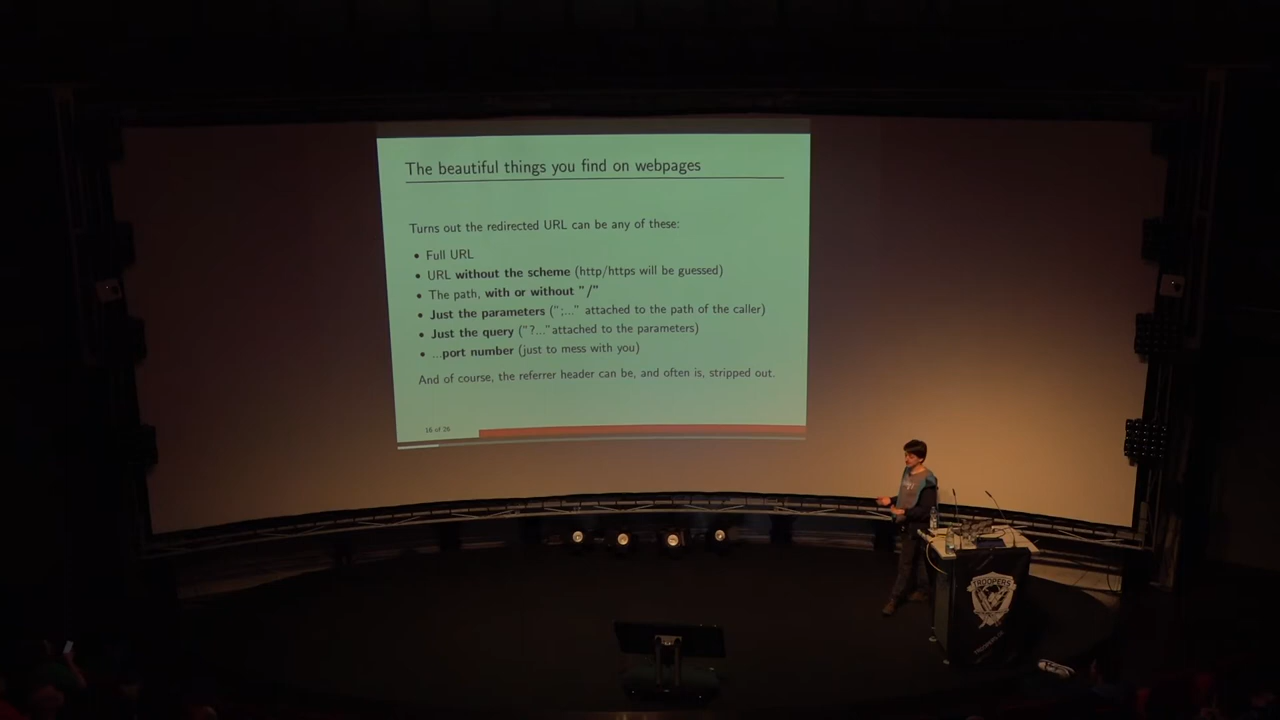 The beautiful things you find on webpages
Turns out the redirected URL can be any of these:
• Full URL
• URL without the scheme (http/https will be guessed)
• The path, with or without "/"
• Just the parameters (";..." attached to the path of the caller)
• Just the query ("?..."attached to the parameters)
• ...port number (just to mess with you)
And of course, the referrer header can be, and often is, stripped out.
16 of 26
TROOPERS